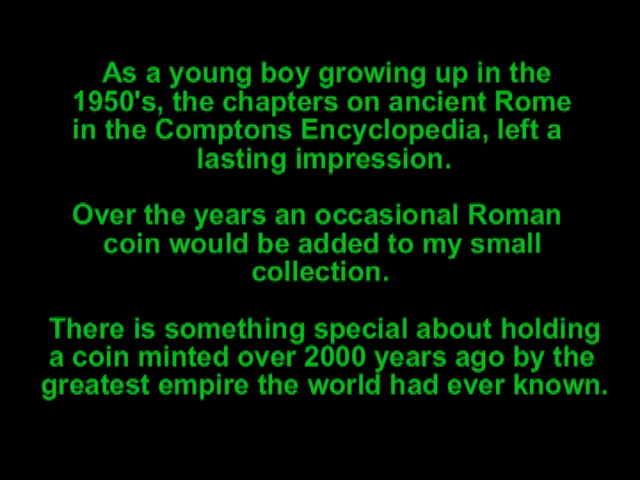 As a young boy growing up in the
1950's, the chapters on ancient Rome
in the Comptons Encyclopedia, left a
lasting impression.
Over the years an occasional Roman
coin would be added to my small
collection.
There is something special about holding
a coin minted over 2000 years ago by the
greatest empire the world had ever known.